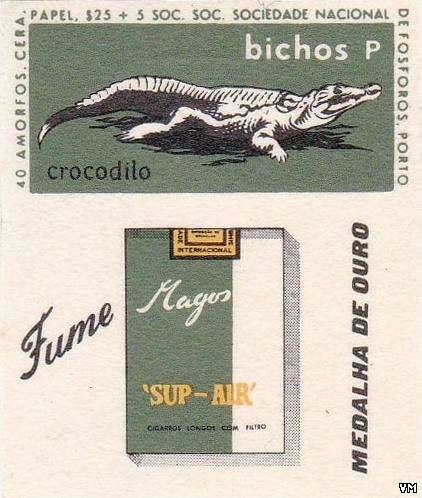 40 AMORFOS, CERA,
PAPEL, $25 + 5 SOC. SOC. SOCIEDADE NACIONAL
DE FOSFOROS, PORTO
bichos P
crocodilo
INTERNACIONAL
Fume
Magos
'SUP-AIR'
CIGARROS LONGOS COM FILTRO
MEDALHA DE OURO
VM